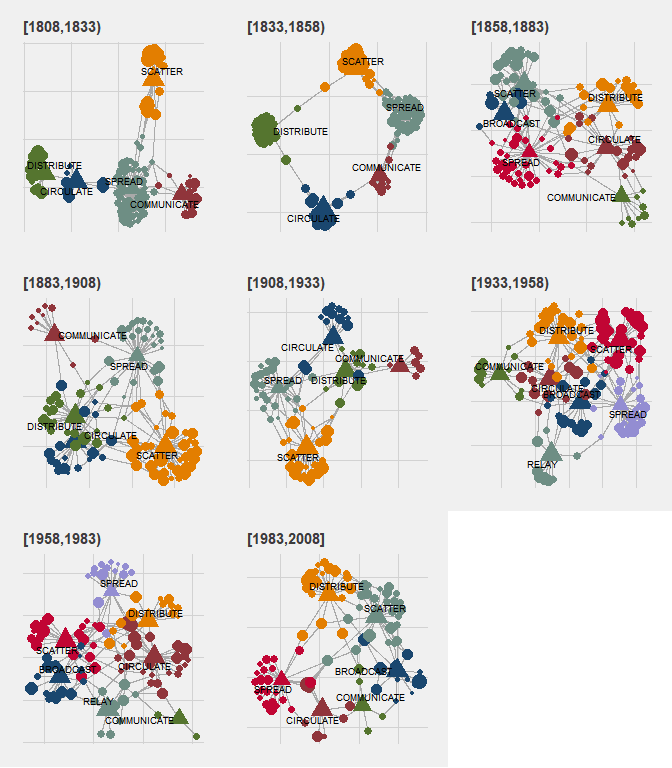 [1808,1833)
[1833,1858)
[1858,1883)
SCATTER
DISTRIBUTE
CIRCULATE
SPREAD
COMMUNICATE
SCATTER
SPREAD
DISTRIBUTE
COMMUNICATE
CIRCULATE
SCATTER
DISTRIBUTE
BROADCAST
CIRCULATE
SPREAD
COMMUNICATE
[1883,1908)
[1908,1933)
[1933,1958)
COMMUNICATE
SPREAD
DISTRIBUTE
CIRCULATE
SCATTER
CIRCULATE
COMMUNICATE
SPREAD
DISTRIBUTE
SCATTER
DISTRIBUTE
SCATTER
COMMUNICATE
CIRCULATE
BROADCAST
SPREAD
RELAY
[1958,1983)
[1983,2008]
SPREAD
DISTRIBUTE
SCATTER
CIRCULATE
BROADCAST
RELAY
COMMUNICATE
DISTRIBUTE
SCATTER
BROADCAST
SPREAD
COMMUNICATE
CIRCULATE